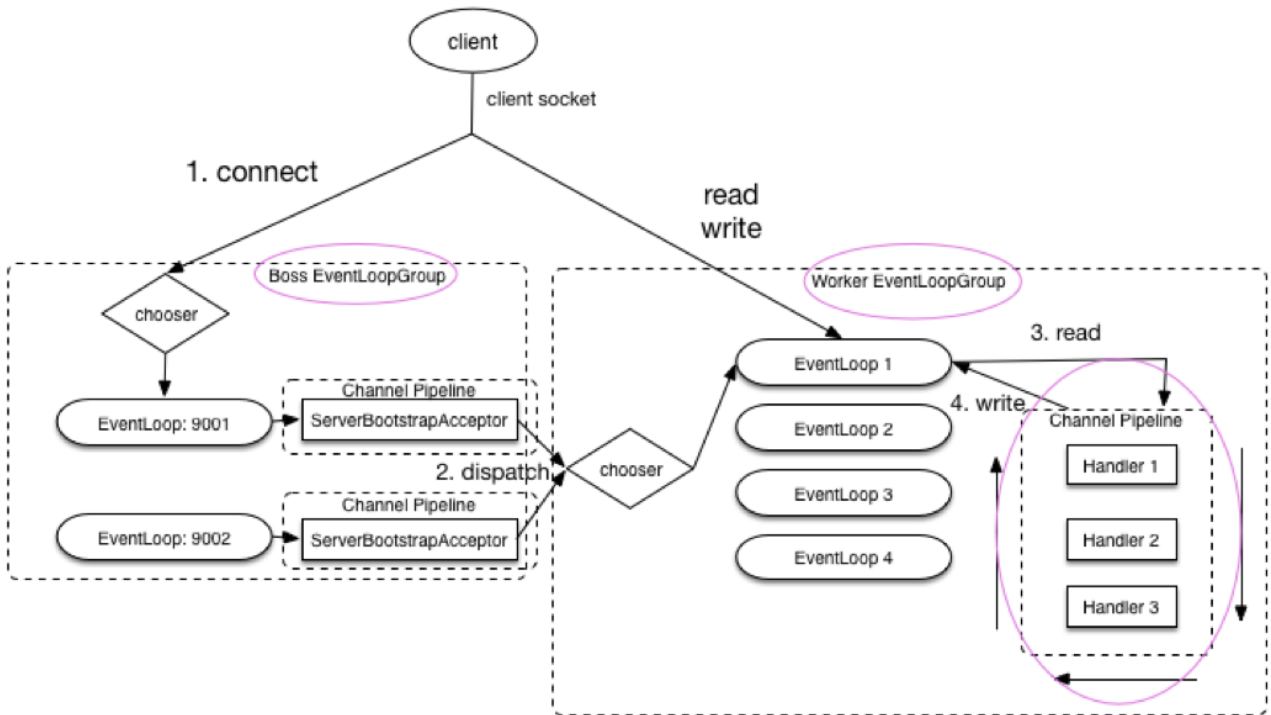 client
client socket
1. connect
read
write
Boss EventLoopGroup
Worker EventLoopGroup
chooser
3. read
EventLoop 1
Channel Pipeline
4. write
EventLoop: 9001
ServerBootstrapAcceptor
EventLoop 2
Channel Pipeline
2. dispatch
chooser
Handler 1
EventLoop 3
Channel Pipeline
EventLoop: 9002
ServerBootstrapAcceptor
EventLoop 4
Handler 2
Handler 3